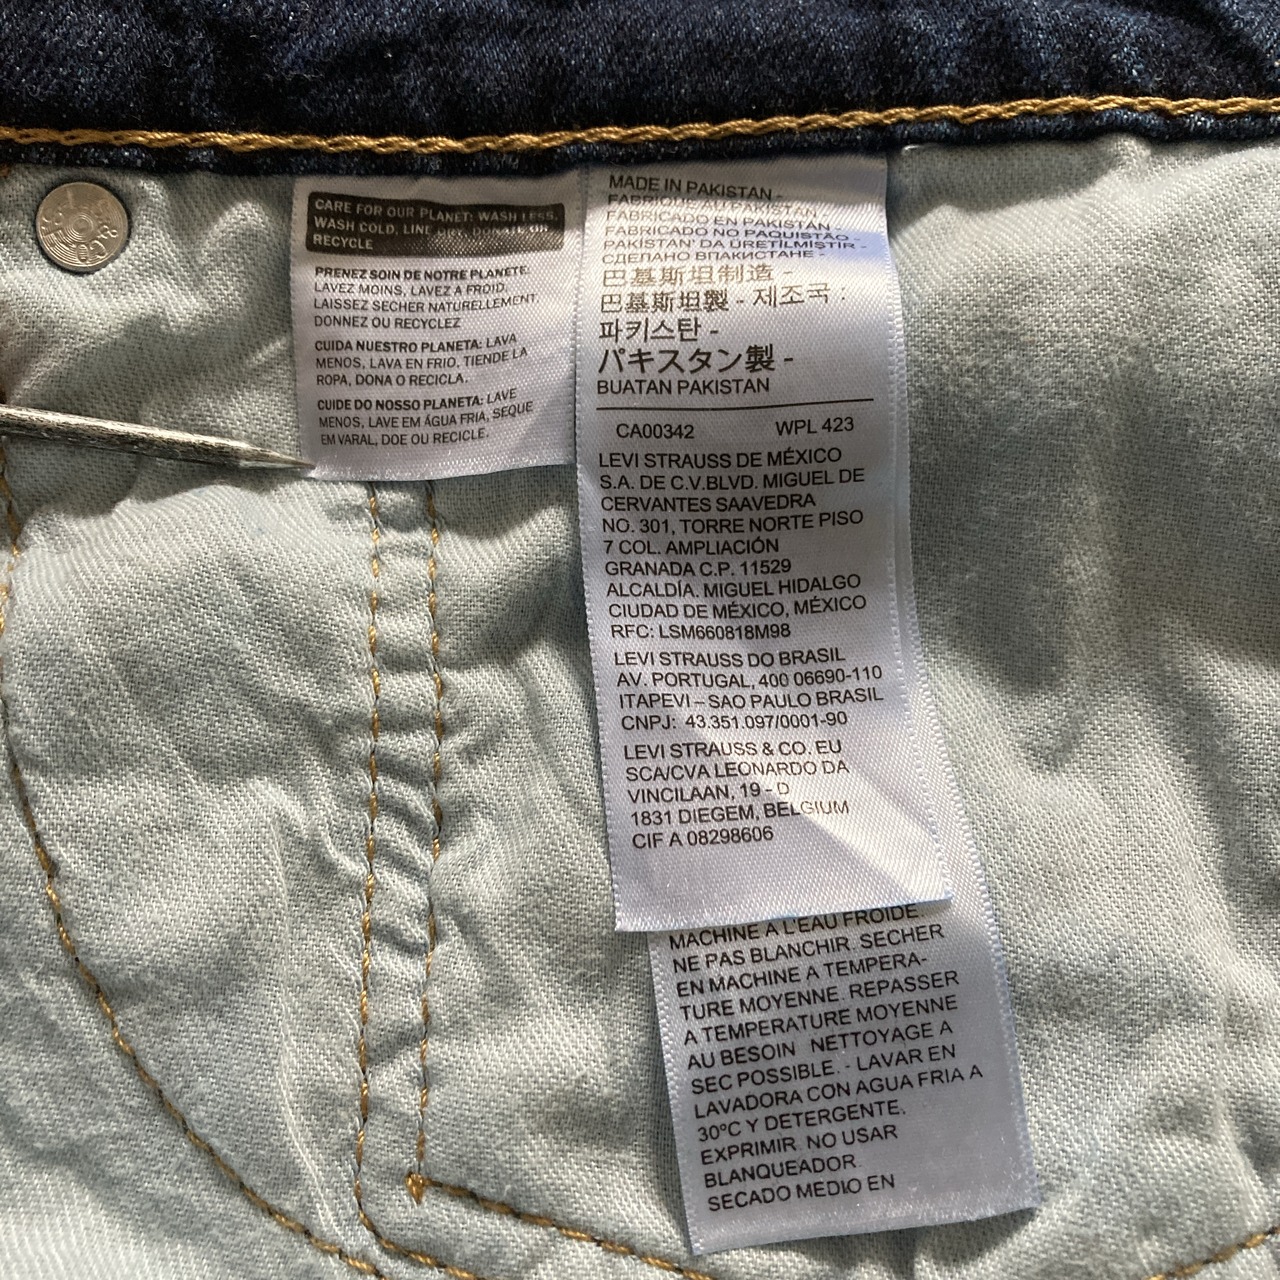 CARE FOR OUR PLANET: WASH LESS,
WASH COLD, LINE DRY, DONATE OR
RECYCLE
PRENEZ SOIN DE NOTRE PLANETE:
LAVEZ MOINS, LAVEZ A FROID.
LAISSEZ SECHER NATURELLEMENT
DONNEZ OU RECYCLEZ
CUIDA NUESTRO PLANETA: LAVA
MENOS, LAVA EN FRIO, TIENDE LA
ROPA, DONA O RECICLA.
CUIDE DO NOSSO PLANETA: LAVE
MENOS, LAVE EM ÁGUA FRIA, SEQUE
EM VARAL, DOE OU RECICLE.
MADE IN PAKISTAN -
FABRIQUE AU PAKISTAN -
FABRICADO EN PAKISTAN -
FABRICADO NO PAQUISTÃO -
PAKİSTAN' DA ÜRETİLMİŞTİR -
СДЕЛАНО ВПАКИСТАНЕ -
巴基斯坦制造 -
巴基斯坦製 - 제조국 :
파키스탄 -
パキスタン製 -
BUATAN PAKISTAN
CA00342 WPL 423
LEVI STRAUSS DE MÉXICO
S.A. DE C.V.BLVD. MIGUEL DE
CERVANTES SAAVEDRA
NO. 301, TORRE NORTE PISO
7 COL. AMPLIACIÓN
GRANADA C.P. 11529
ALCALDÍA. MIGUEL HIDALGO
CIUDAD DE MÉXICO, MÉXICO
RFC: LSM660818M98
LEVI STRAUSS DO BRASIL
AV. PORTUGAL, 400 06690-110
ITAPEVI – SAO PAULO BRASIL
CNPJ: 43.351.097/0001-90
LEVI STRAUSS & CO. EU
SCA/CVA LEONARDO DA
VINCILAAN, 19 - D
1831 DIEGEM, BELGIUM
CIF A 08298606
MACHINE A L'EAU FROIDE.
NE PAS BLANCHIR. SECHER
EN MACHINE A TEMPERA-
TURE MOYENNE. REPASSER
A TEMPERATURE MOYENNE
AU BESOIN NETTOYAGE A
SEC POSSIBLE. - LAVAR EN
LAVADORA CON AGUA FRIA A
30ºC Y DETERGENTE.
EXPRIMIR. NO USAR
BLANQUEADOR.
SECADO MEDIO EN